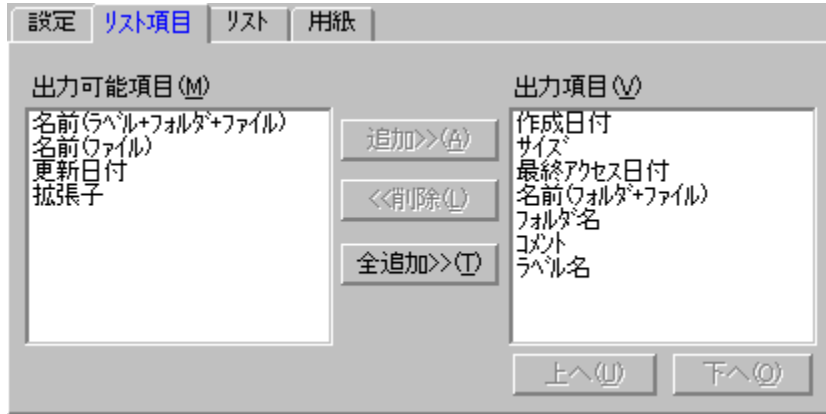 設定 リスト項目 リスト 用紙
出力可能項目(M)
名前(ラベル+フォルダ+ファイル)
名前(ファイル)
更新日付
拡張子
追加>>(A)
<<削除(L)
全追加>>(T)
出力項目(V)
作成日付
サイズ
最終アクセス日付
名前(フォルダ+ファイル)
フォルダ名
コメント
ラベル名
上へ(U) 下へ(O)